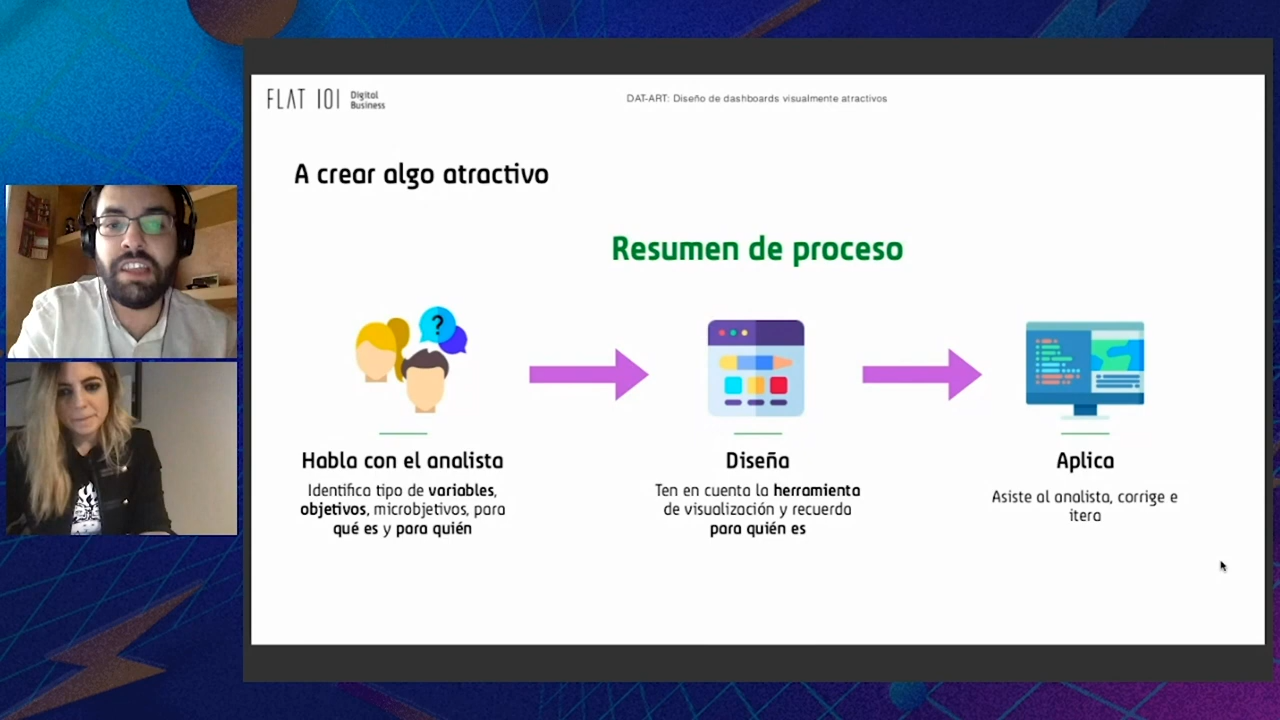 FLAT 101 Digital
Business
DAT-ART: Diseño de dashboards visualmente atractivos
A crear algo atractivo
Resumen de proceso
?
Habla con el analista
Identifica tipo de variables,
objetivos, microbjetivos, para
qué es y para quién
Diseña
Ten en cuenta la herramienta
de visualización y recuerda
para quién es
Aplica
Asiste al analista, corrige e
itera